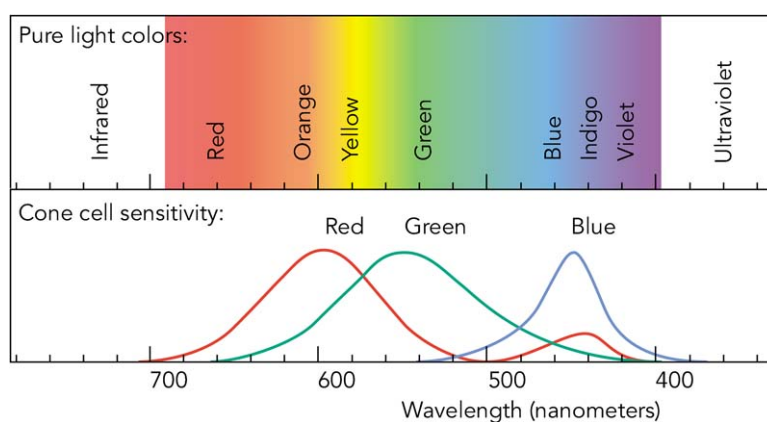 Pure light colors:
Infrared
Red
Orange
Yellow
Green
Blue
Indigo
Violet
Ultraviolet
Cone cell sensitivity:
Red Green Blue
700 600 500 400
Wavelength (nanometers)